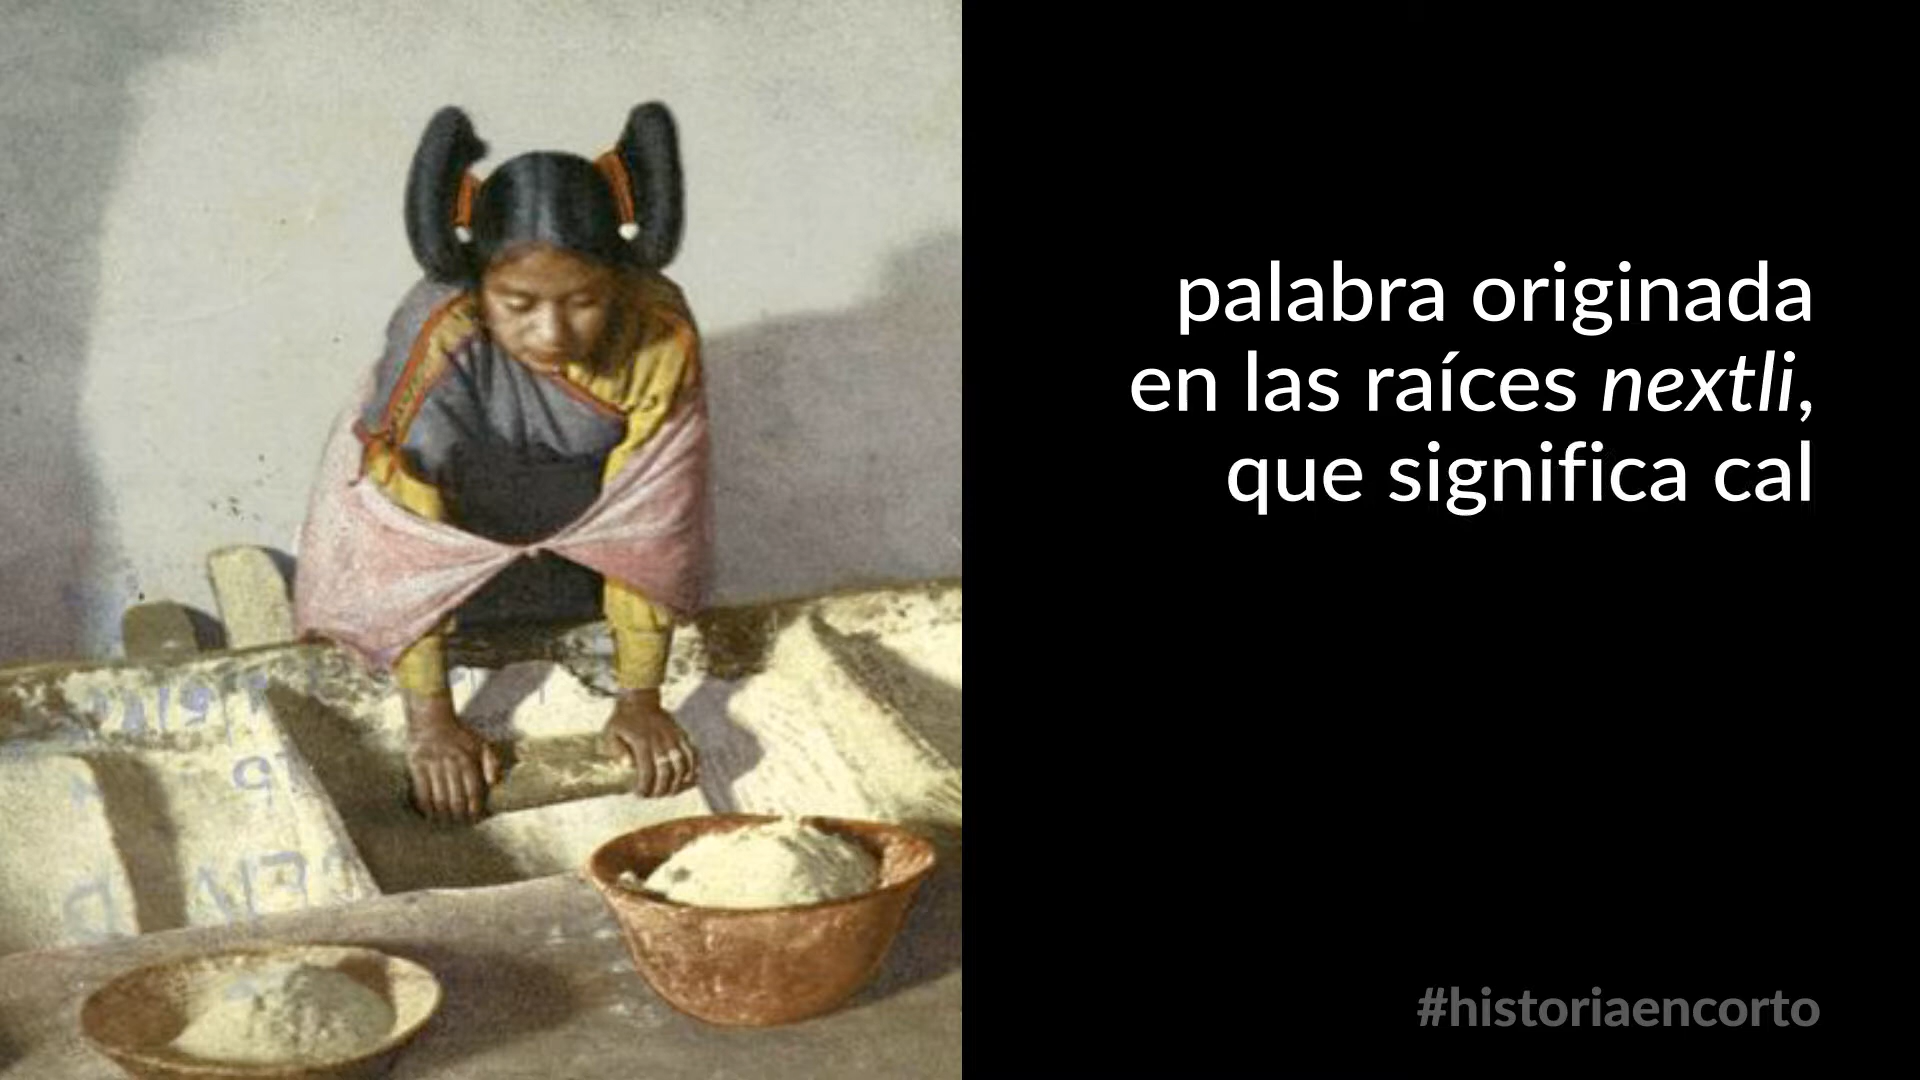 palabra originada
en las raíces nextli,
que significa cal
#historiaencorto